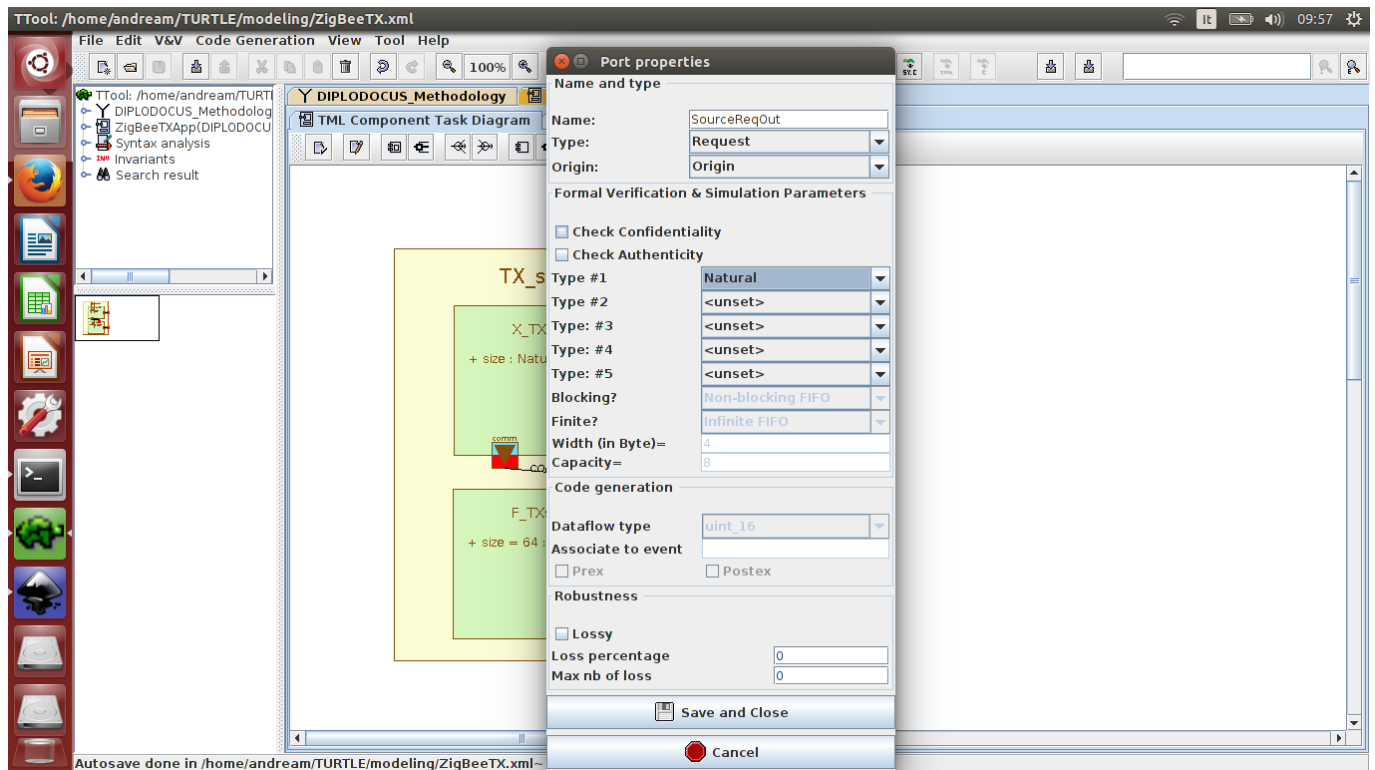 TTool: /home/andream/TURTLE/modeling/ZigBeeTX.xml
It
09:57
File Edit V&V Code Generation View Tool Help
100%
TTool: /home/andream/TURTL
DIPLODOCUS_Methodolog
ZigBeeTXApp(DIPLODOCU
Syntax analysis
Invariants
Search result
DIPLODOCUS_Methodology
TML Component Task Diagram
TX_s
X_TX
+ size : Natu
comm
F_TX
+ size = 64 :
Port properties
Name and type
Name: SourceReqOut
Type: Request
Origin: Origin
Formal Verification & Simulation Parameters
Check Confidentiality
Check Authenticity
Type #1 Natural
Type #2 <unset>
Type: #3 <unset>
Type: #4 <unset>
Type: #5 <unset>
Blocking? Non-blocking FIFO
Finite? Infinite FIFO
Width (in Byte)= 4
Capacity= 8
Code generation
Dataflow type uint_16
Associate to event
Prex Postex
Robustness
Lossy
Loss percentage 0
Max nb of loss 0
Save and Close
Cancel
Autosave done in /home/andream/TURTLE/modeling/ZigBeeTX.xml~